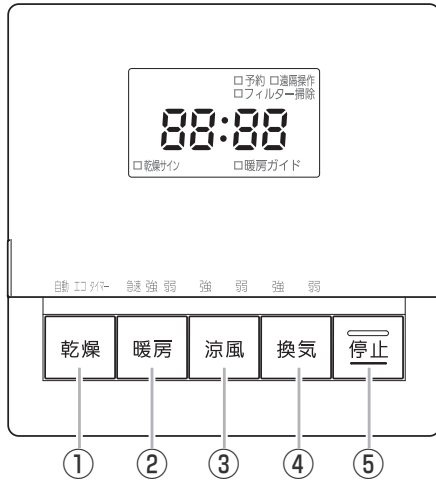 □予約 □遠隔操作
□フィルター掃除
88:88
□乾燥サイン □暖房ガイド
自動 エコ タイマー 急速 強 弱 強 弱 強 弱
乾燥 暖房 涼風 換気 停止
① ② ③ ④ ⑤